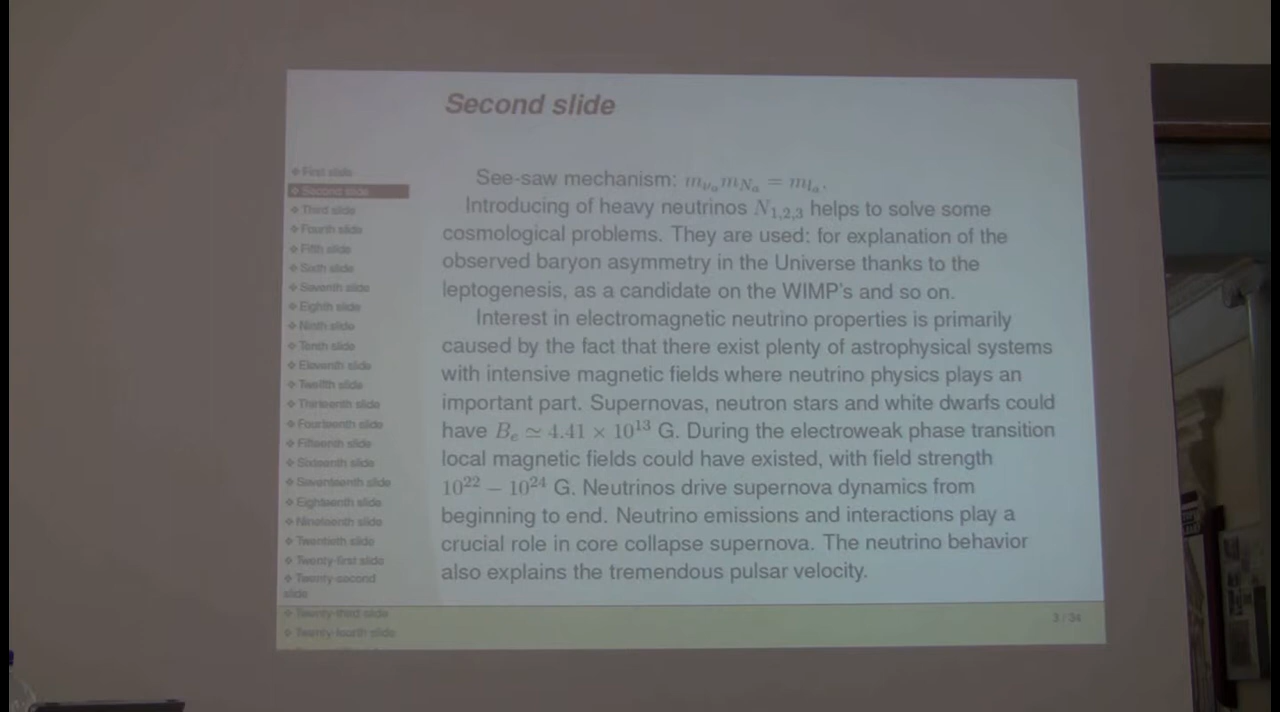 Second slide
❖ First slide
❖ Second slide
❖ Third slide
❖ Fourth slide
❖ Fifth slide
❖ Sixth slide
❖ Seventh slide
❖ Eighth slide
❖ Ninth slide
❖ Tenth slide
❖ Eleventh slide
❖ Twelfth slide
❖ Thirteenth slide
❖ Fourteenth slide
❖ Fifteenth slide
❖ Sixteenth slide
❖ Seventeenth slide
❖ Eighteenth slide
❖ Nineteenth slide
❖ Twentieth slide
❖ Twenty-first slide
❖ Twenty-second
slide
❖ Twenty-third slide
❖ Twenty-fourth slide
See-saw mechanism: $m_{\nu_a} m_{N_a} = m_{l_a}$.
Introducing of heavy neutrinos $N_{1,2,3}$ helps to solve some
cosmological problems. They are used: for explanation of the
observed baryon asymmetry in the Universe thanks to the
leptogenesis, as a candidate on the WIMP's and so on.
Interest in electromagnetic neutrino properties is primarily
caused by the fact that there exist plenty of astrophysical systems
with intensive magnetic fields where neutrino physics plays an
important part. Supernovas, neutron stars and white dwarfs could
have $B_e \simeq 4.41 \times 10^{13}$ G. During the electroweak phase transition
local magnetic fields could have existed, with field strength
$10^{22} - 10^{24}$ G. Neutrinos drive supernova dynamics from
beginning to end. Neutrino emissions and interactions play a
crucial role in core collapse supernova. The neutrino behavior
also explains the tremendous pulsar velocity.
3 / 34